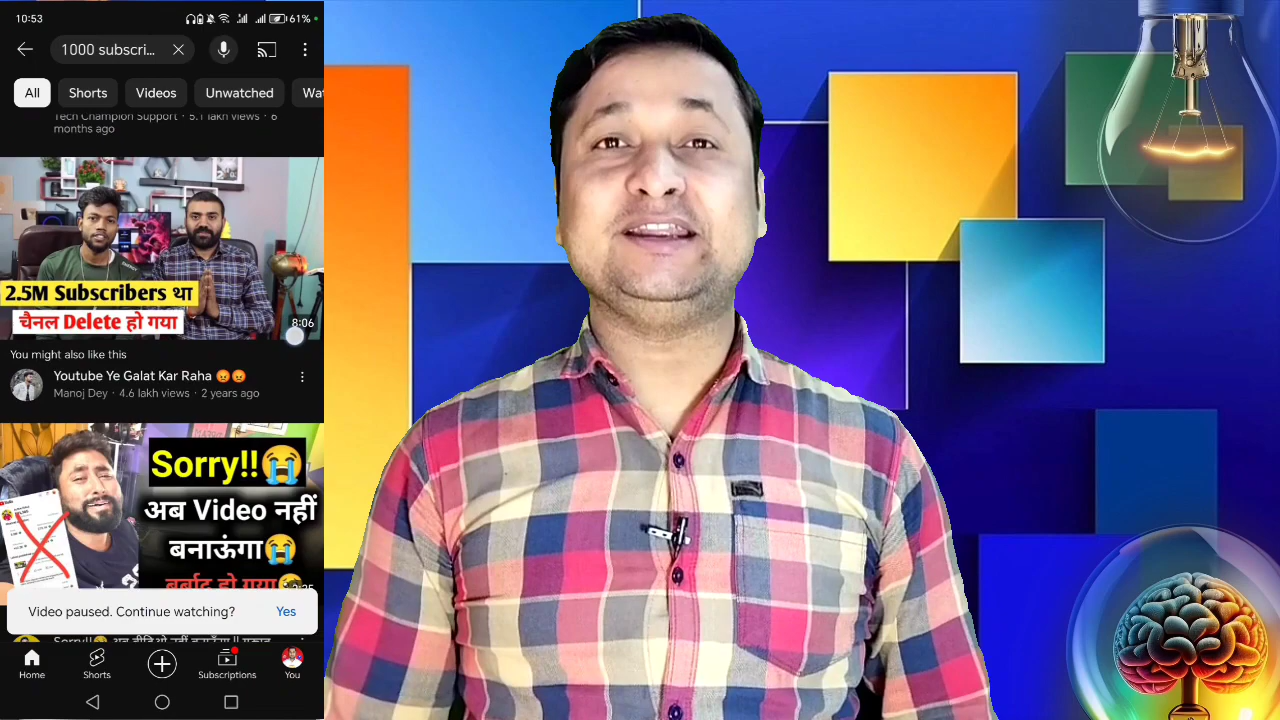 10:53
61%
1000 subscri...
All
Shorts
Videos
Unwatched
Wat
Tech Champion Support · 5.1 lakh views · 6
months ago
2.5M Subscribers था
चैनल Delete हो गया
8:06
You might also like this
Youtube Ye Galat Kar Raha 😡😡
Manoj Dey · 4.6 lakh views · 2 years ago
Sorry!!😭
अब Video नहीं
बनाऊंगा😭
बर्बाद हो गया
Video paused. Continue watching?
Yes
Home
Shorts
Subscriptions
You